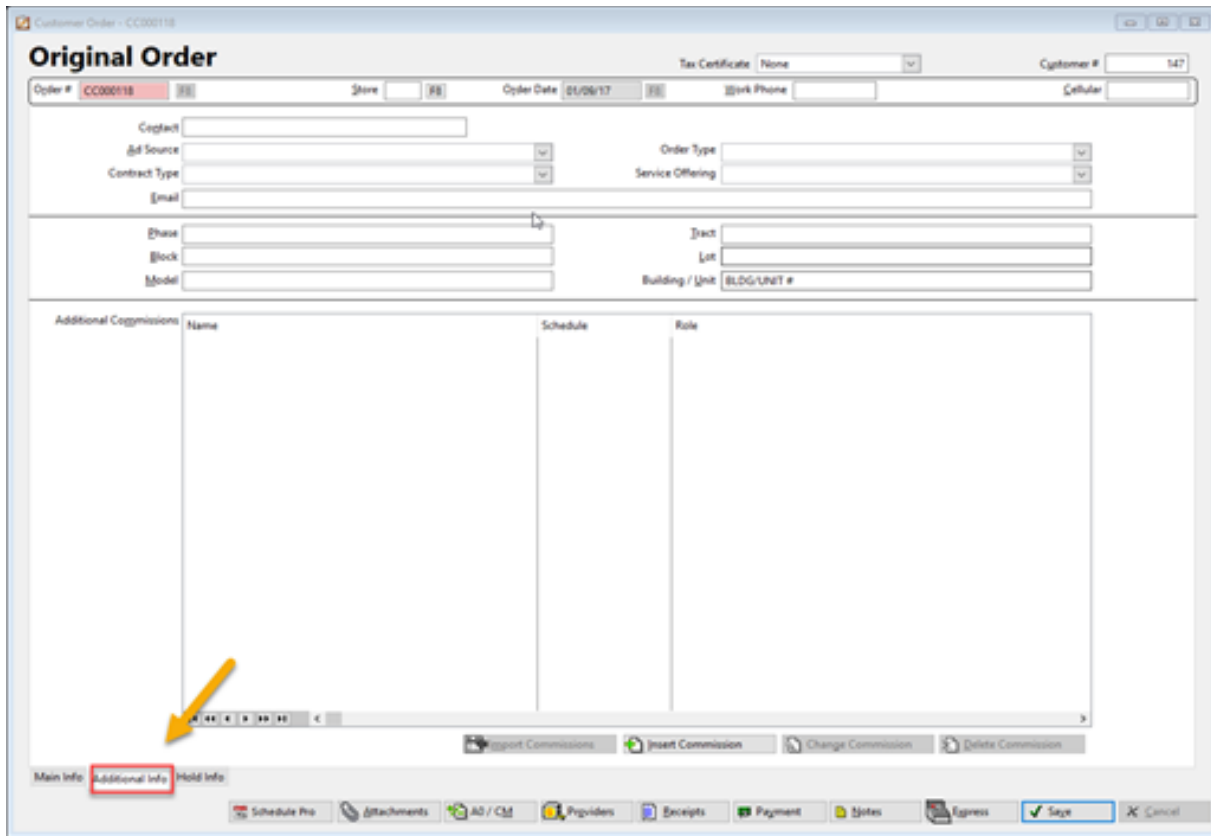 Customer Order - CC000118
Original Order
Tax Certificate None Customer # 147
Order # CC000118 F8 Store F8 Order Date 01/09/17 F8 Work Phone Cellular
Contact
Ad Source Order Type
Contract Type Service Offering
Email
Phase Tract
Block Lot
Model Building / Unit BLDG/UNIT #
Additional Commissions Name Schedule Role
Import Commissions Insert Commission Change Commission Delete Commission
Main Info Additional Info Hold Info
Schedule Pro Attachments AO / CM Providers Receipts Payment Notes Express Save Cancel